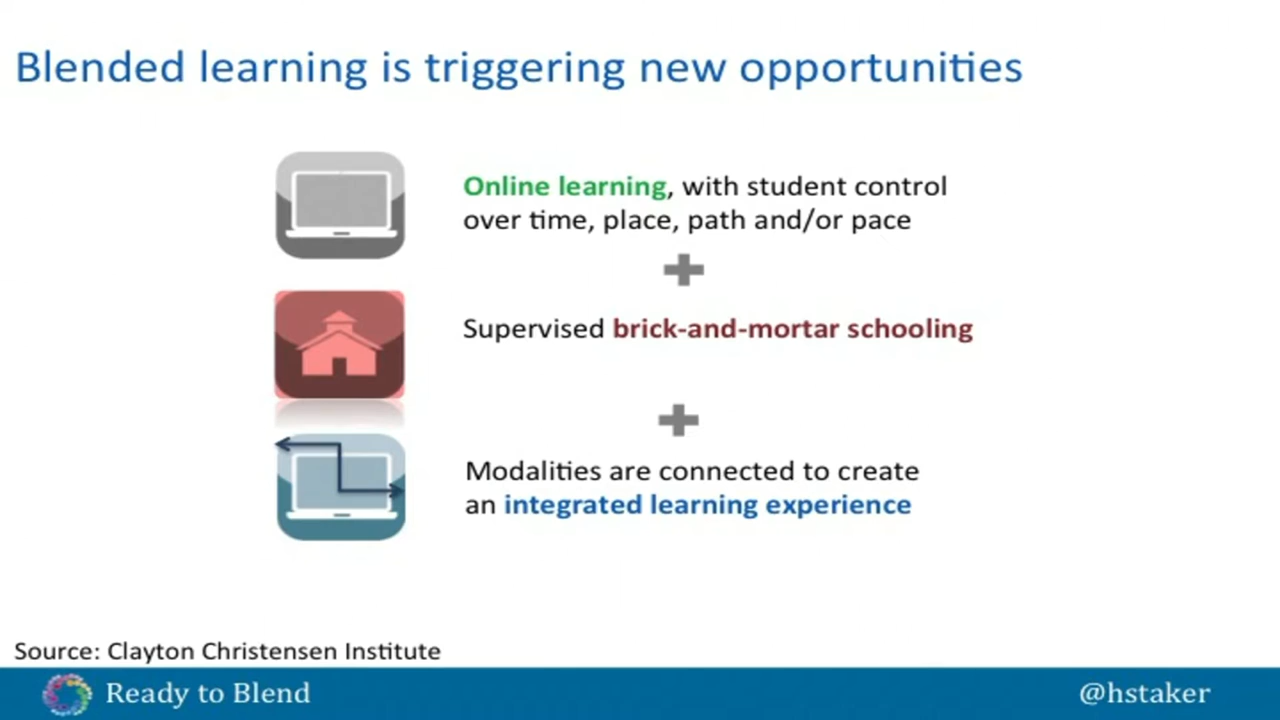 Blended learning is triggering new opportunities
Online learning, with student control
over time, place, path and/or pace
Supervised brick-and-mortar schooling
Modalities are connected to create
an integrated learning experience
Source: Clayton Christensen Institute
Ready to Blend
@hstaker